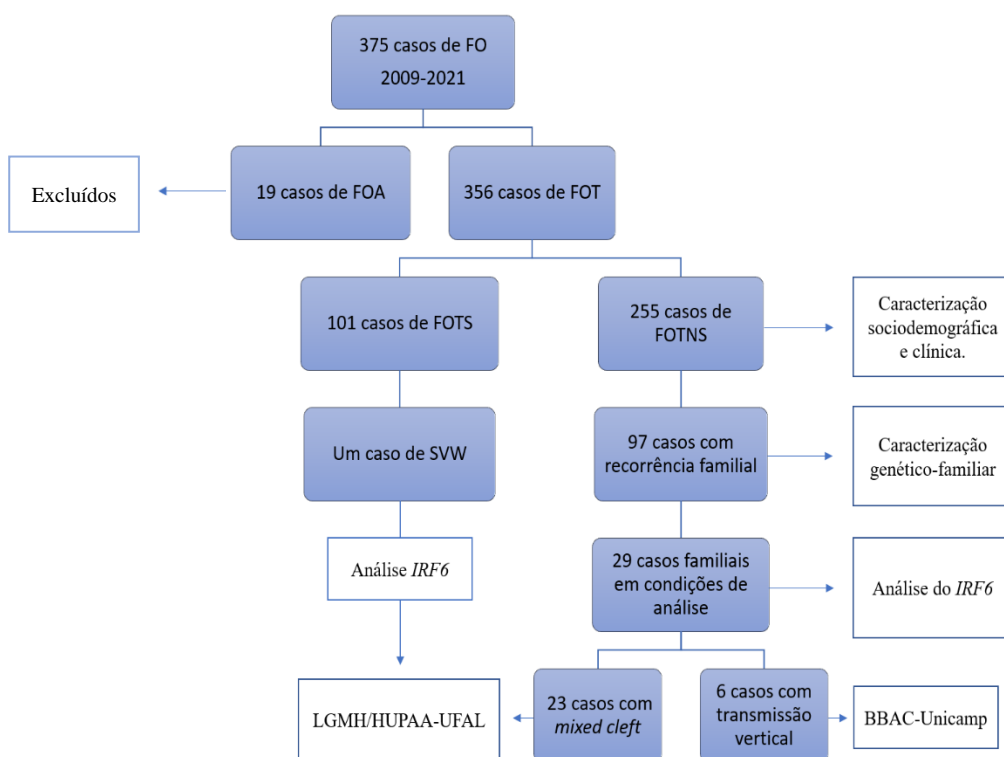 375 casos de FO
2009-2021
Excluídos
19 casos de FOA
356 casos de FOT
101 casos de FOTS
255 casos de
FOTNS
Caracterização
sociodemográfica
e clínica.
Um caso de SVW
97 casos com
recorrência familial
Caracterização
genético-familiar
Análise IRF6
29 casos familiais
em condições de
análise
Análise do IRF6
LGMH/HUPAA-UFAL
23 casos com
mixed cleft
6 casos com
transmissão
vertical
BBAC-Unicamp